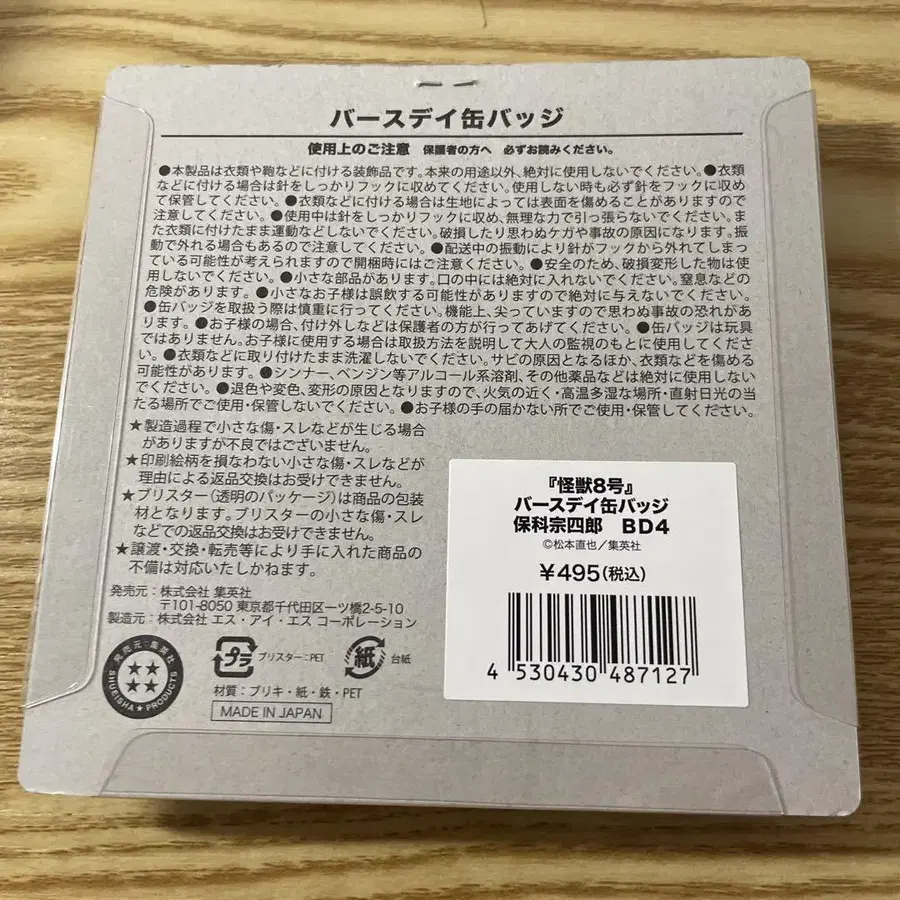 バースデイ缶バッジ
使用上のご注意　保護者の方へ　必ずお読みください。
●本製品は衣類や鞄などに付ける装飾品です。本来の用途以外、絶対に使用しないでください。●衣類
などに付ける場合は針をしっかりフックに収めてください。使用しない時も必ず針をフックに収め
て保管してください。●衣類などに付ける場合は生地によっては表面を傷めることがありますので
注意してください。●使用中は針をしっかりフックに収め、無理な力で引っ張らないでください。ま
た衣類に付けたまま運動などしないでください。破損したり思わぬケガや事故の原因になります。振
動で外れる場合もあるので注意してください。●配送中の振動により針がフックから外れてしまっ
ている可能性が考えられますので開梱時にはご注意ください。●安全のため、破損変形した物は使
用しないでください。●小さな部品があります。口の中には絶対に入れないでください。窒息などの
危険があります。●小さなお子様は誤飲する可能性がありますので絶対に与えないでください。
●缶バッジを取扱う際は慎重に行ってください。機能上、尖っていますので思わぬ事故の恐れがあ
ります。●お子様の場合、付け外しなどは保護者の方が行ってあげてください。●缶バッジは玩具
ではありません。お子様に使用する場合は取扱方法を説明して大人の監視のもとに使用してくださ
い。●衣類などに取り付けたまま洗濯しないでください。サビの原因となるほか、衣類などを傷める
可能性があります。●シンナー、ベンジン等アルコール系溶剤、その他薬品などは絶対に使用しない
でください。●退色や変色、変形の原因となりますので、火気の近く・高温多湿な場所・直射日光の当
たる場所でご使用・保管しないでください。●お子様の手の届かない所でご使用・保管してください。
★製造過程で小さな傷・スレなどが生じる場合
がありますが不良ではございません。
★印刷絵柄を損なわない小さな傷・スレなどが
理由による返品交換はお受けできません。
★ブリスター(透明のパッケージ)は商品の包装
材となります。ブリスターの小さな傷・スレ
などでの返品交換はお受けできません。
★譲渡・交換・転売等により手に入れた商品の
不備は対応いたしかねます。
発売元：株式会社 集英社
〒101-8050 東京都千代田区一ツ橋2-5-10
製造元：株式会社 エス・アイ・エス コーポレーション
発売元・集英社
SHUEISHA PRODUCTS
プラ ブリスター：PET
紙 台紙
材質：ブリキ・紙・鉄・PET
MADE IN JAPAN
『怪獣8号』
バースデイ缶バッジ
保科宗四郎　BD4
©松本直也／集英社
¥495(税込)
4 530430 487127